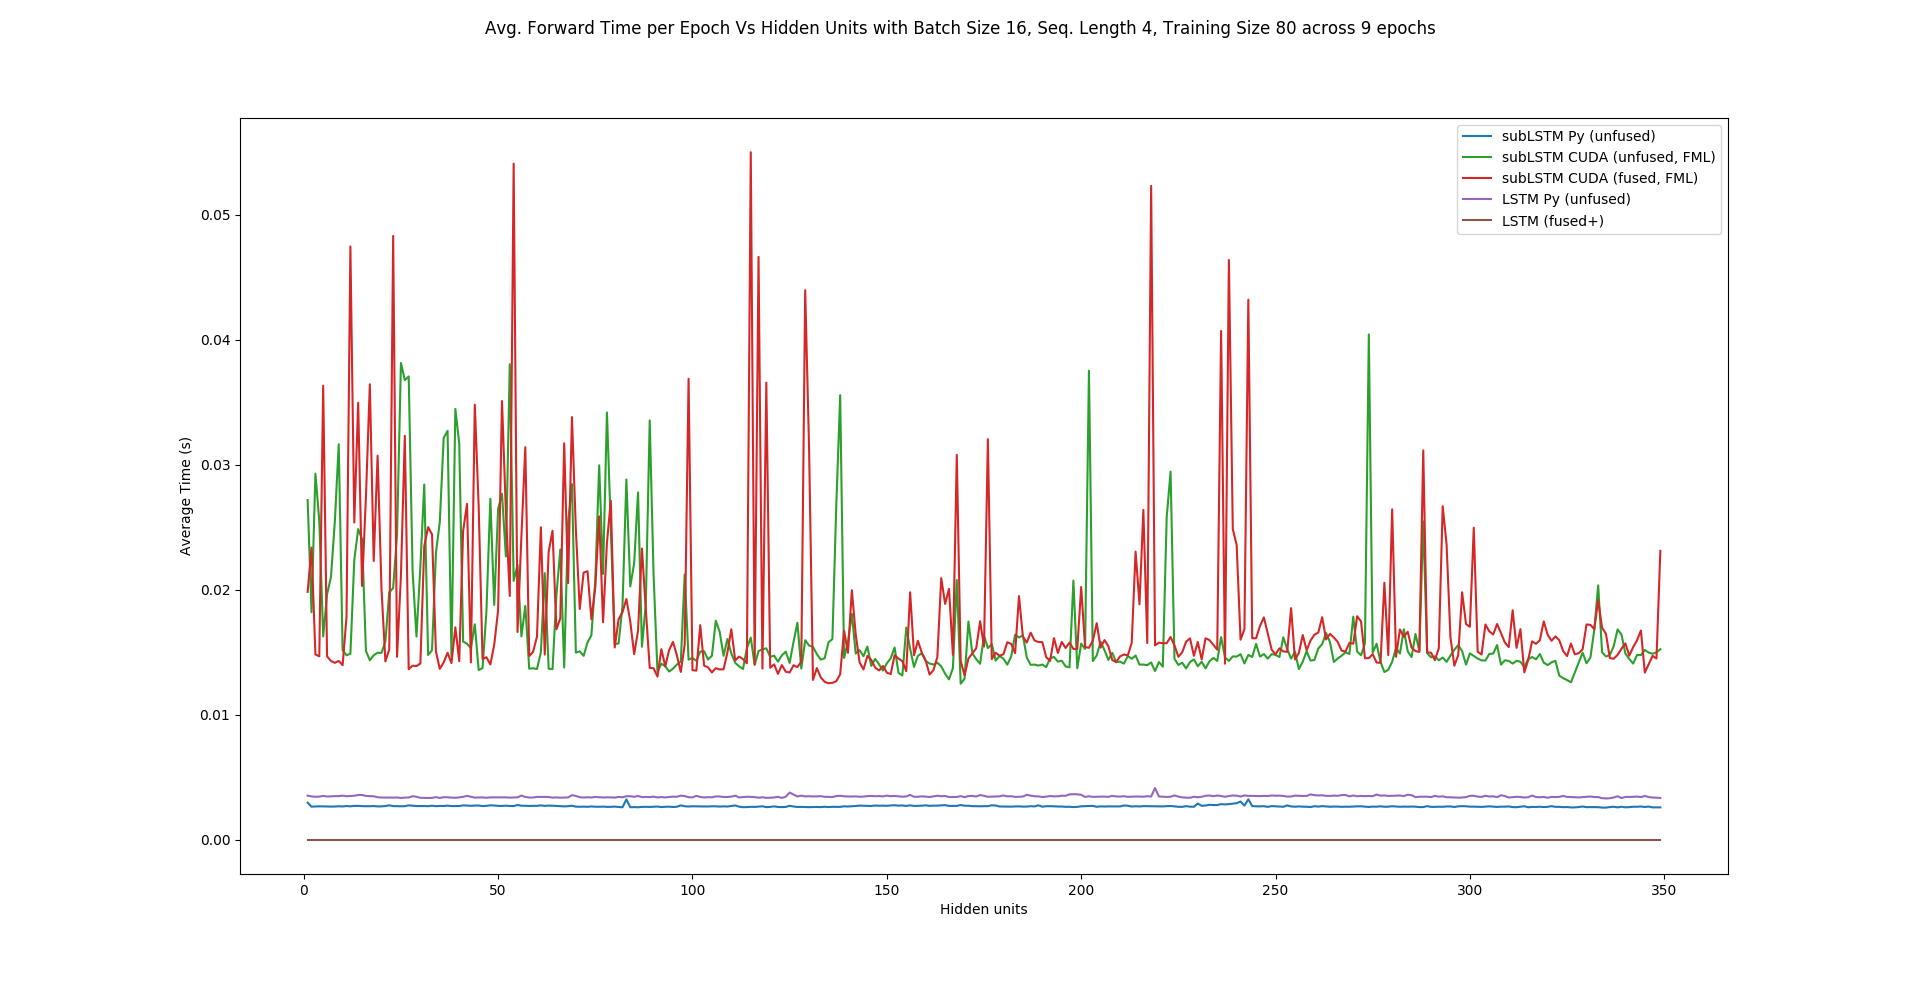 Avg. Forward Time per Epoch Vs Hidden Units with Batch Size 16, Seq. Length 4, Training Size 80 across 9 epochs
subLSTM Py (unfused)
subLSTM CUDA (unfused, FML)
subLSTM CUDA (fused, FML)
LSTM Py (unfused)
LSTM (fused+)
Average Time (s)
0.05
0.04
0.03
0.02
0.01
0.00
0 50 100 150 200 250 300 350
Hidden units